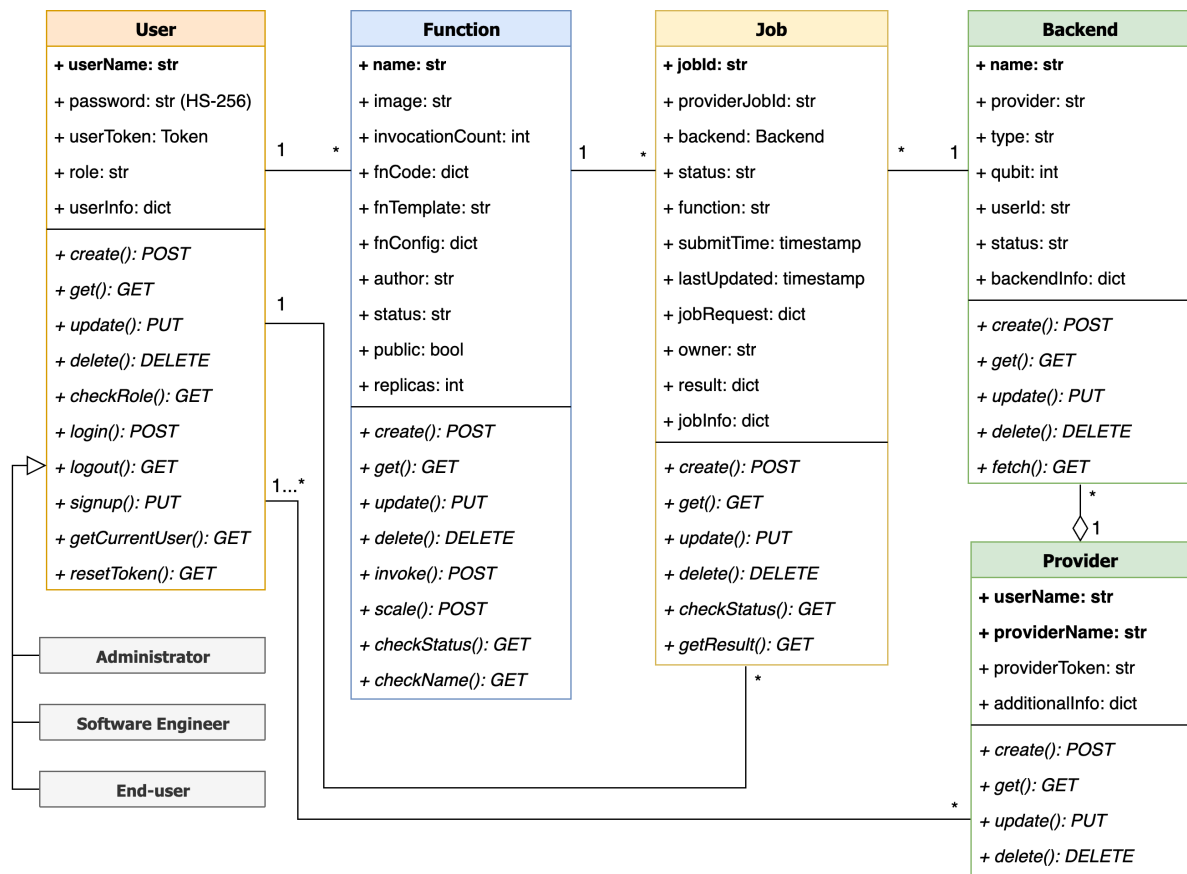 User
+ userName: str
+ password: str (HS-256)
+ userToken: Token
+ role: str
+ userInfo: dict
+ create(): POST
+ get(): GET
+ update(): PUT
+ delete(): DELETE
+ checkRole(): GET
+ login(): POST
+ logout(): GET
+ signup(): PUT
+ getCurrentUser(): GET
+ resetToken(): GET
Administrator
Software Engineer
End-user
1
*
1
1...*
Function
+ name: str
+ image: str
+ invocationCount: int
+ fnCode: dict
+ fnTemplate: str
+ fnConfig: dict
+ author: str
+ status: str
+ public: bool
+ replicas: int
+ create(): POST
+ get(): GET
+ update(): PUT
+ delete(): DELETE
+ invoke(): POST
+ scale(): POST
+ checkStatus(): GET
+ checkName(): GET
1
*
Job
+ jobId: str
+ providerJobId: str
+ backend: Backend
+ status: str
+ function: str
+ submitTime: timestamp
+ lastUpdated: timestamp
+ jobRequest: dict
+ owner: str
+ result: dict
+ jobInfo: dict
+ create(): POST
+ get(): GET
+ update(): PUT
+ delete(): DELETE
+ checkStatus(): GET
+ getResult(): GET
*
*
1
Backend
+ name: str
+ provider: str
+ type: str
+ qubit: int
+ userId: str
+ status: str
+ backendInfo: dict
+ create(): POST
+ get(): GET
+ update(): PUT
+ delete(): DELETE
+ fetch(): GET
*
1
Provider
+ userName: str
+ providerName: str
+ providerToken: str
+ additionalInfo: dict
+ create(): POST
+ get(): GET
+ update(): PUT
+ delete(): DELETE
*